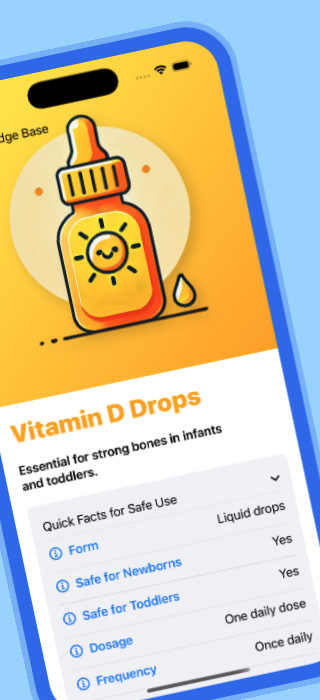 dge Base
Vitamin D Drops
Essential for strong bones in infants
and toddlers.
Quick Facts for Safe Use
Form Liquid drops
Safe for Newborns Yes
Safe for Toddlers Yes
Dosage One daily dose
Frequency Once daily